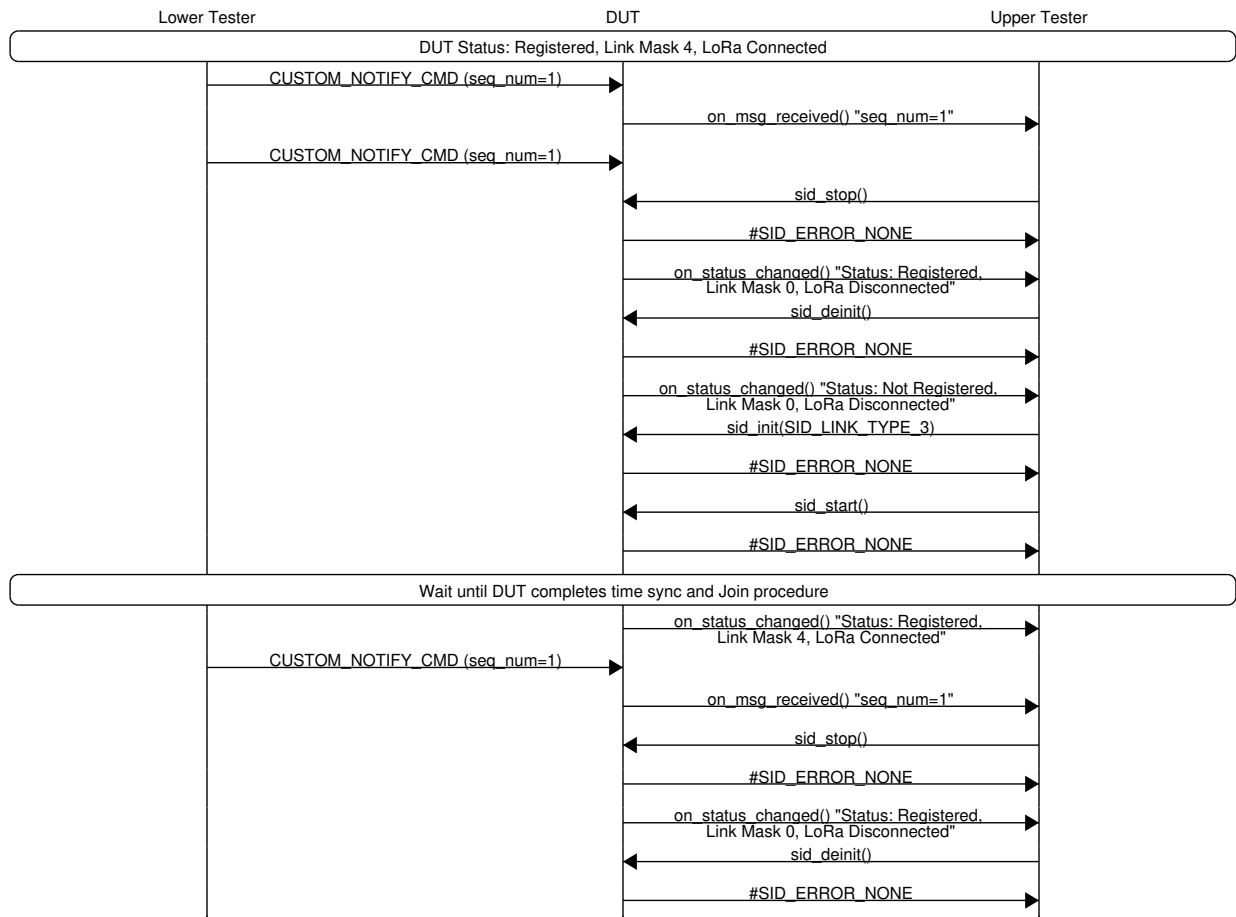 Lower Tester DUT Upper Tester
DUT Status: Registered, Link Mask 4, LoRa Connected
CUSTOM_NOTIFY_CMD (seq_num=1)
on_msg_received() "seq_num=1"
CUSTOM_NOTIFY_CMD (seq_num=1)
sid_stop()
#SID_ERROR_NONE
on_status_changed() "Status: Registered,
Link Mask 0, LoRa Disconnected"
sid_deinit()
#SID_ERROR_NONE
on_status_changed() "Status: Not Registered,
Link Mask 0, LoRa Disconnected"
sid_init(SID_LINK_TYPE_3)
#SID_ERROR_NONE
sid_start()
#SID_ERROR_NONE
Wait until DUT completes time sync and Join procedure
on_status_changed() "Status: Registered,
Link Mask 4, LoRa Connected"
CUSTOM_NOTIFY_CMD (seq_num=1)
on_msg_received() "seq_num=1"
sid_stop()
#SID_ERROR_NONE
on_status_changed() "Status: Registered,
Link Mask 0, LoRa Disconnected"
sid_deinit()
#SID_ERROR_NONE